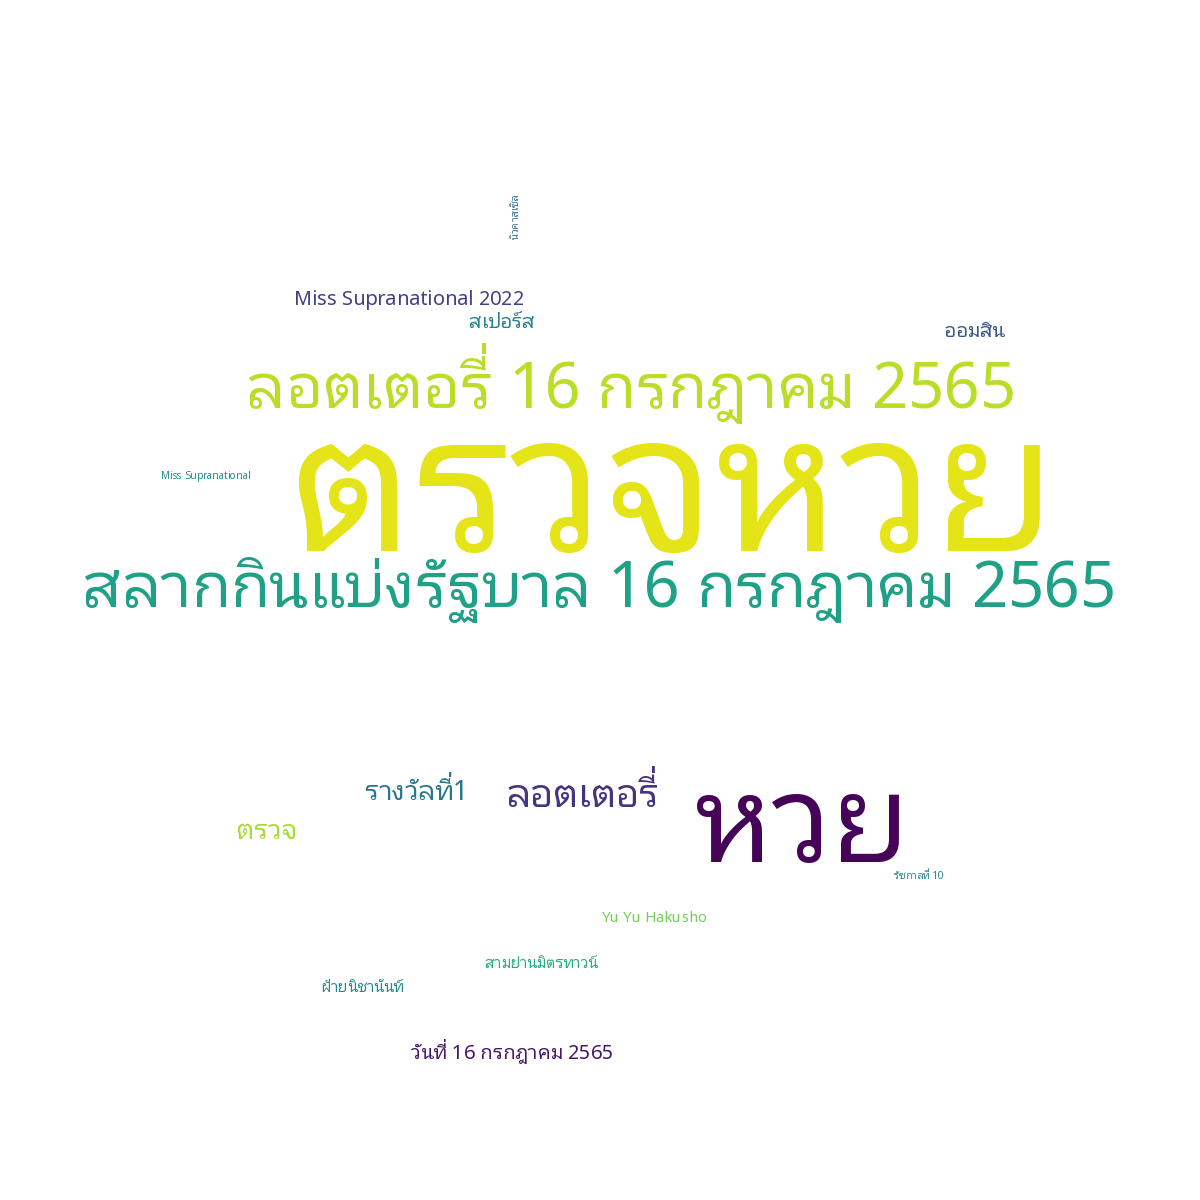 นิวคาสเซิล
Miss Supranational 2022
สเปอร์ส
ออมสิน
ลอตเตอรี่ 16 กรกฎาคม 2565
ตรวจหวย
Miss Supranational
สลากกินแบ่งรัฐบาล 16 กรกฎาคม 2565
รางวัลที่1
ลอตเตอรี่
หวย
ตรวจ
รัชกาลที่ 10
Yu Yu Hakusho
สามย่านมิตรทาวน์
ฝ้ายนิชานันท์
วันที่ 16 กรกฎาคม 2565